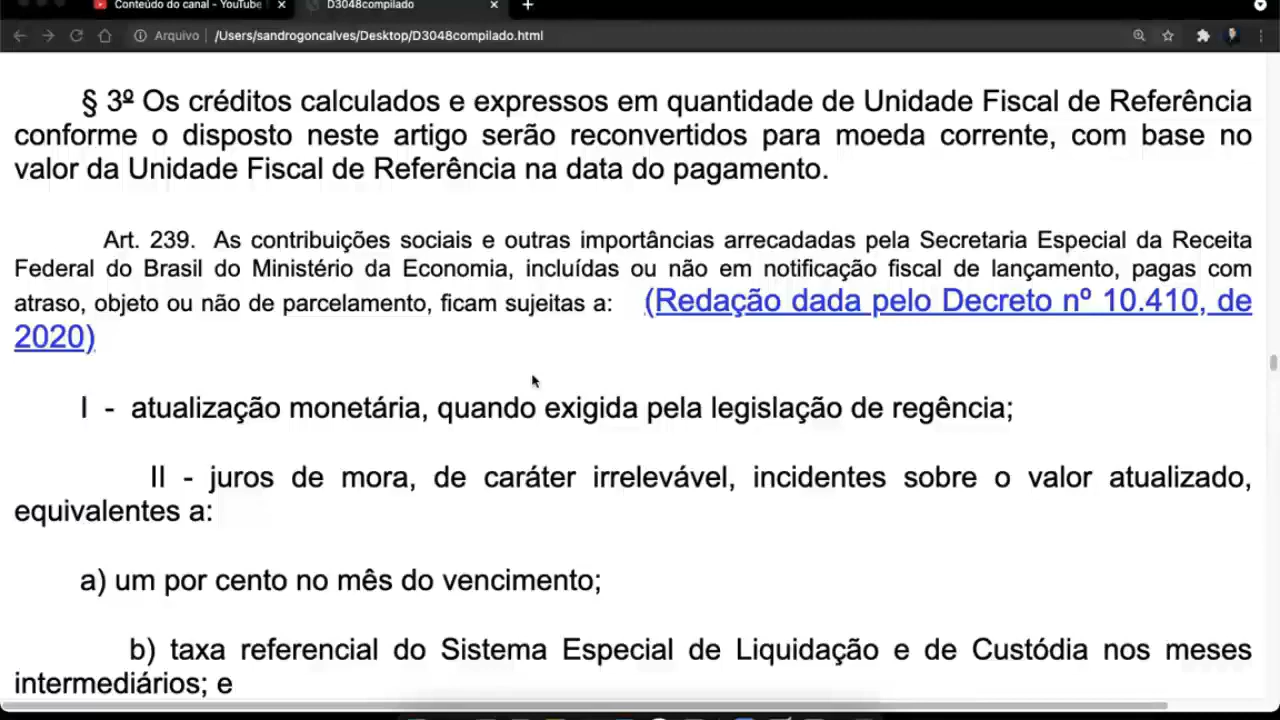 Conteúdo do canal - YouTube
D3048compilado
Arquivo /Users/sandrogoncalves/Desktop/D3048compilado.html
§ 3º Os créditos calculados e expressos em quantidade de Unidade Fiscal de Referência
conforme o disposto neste artigo serão reconvertidos para moeda corrente, com base no
valor da Unidade Fiscal de Referência na data do pagamento.
Art. 239. As contribuições sociais e outras importâncias arrecadadas pela Secretaria Especial da Receita
Federal do Brasil do Ministério da Economia, incluídas ou não em notificação fiscal de lançamento, pagas com
atraso, objeto ou não de parcelamento, ficam sujeitas a: (Redação dada pelo Decreto nº 10.410, de
2020)
I - atualização monetária, quando exigida pela legislação de regência;
II - juros de mora, de caráter irrelevável, incidentes sobre o valor atualizado,
equivalentes a:
a) um por cento no mês do vencimento;
b) taxa referencial do Sistema Especial de Liquidação e de Custódia nos meses
intermediários; e